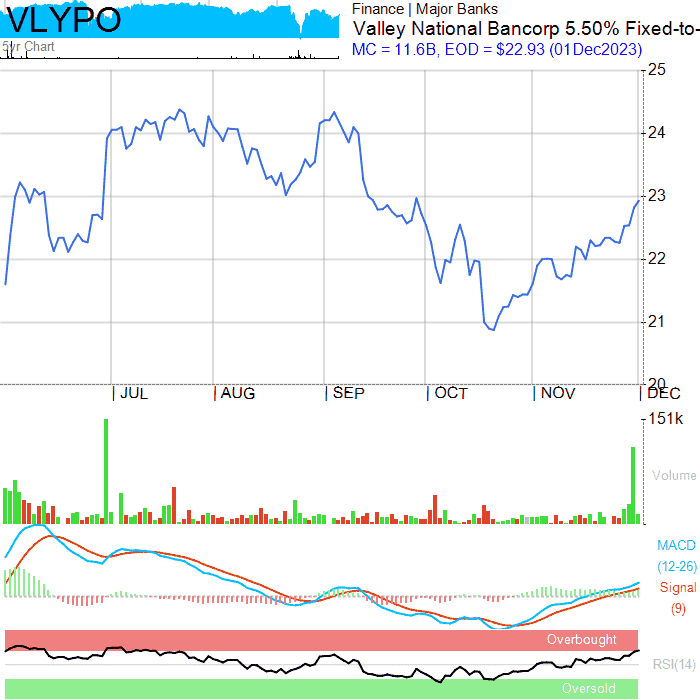 VLYPO
Finance | Major Banks
Valley National Bancorp 5.50% Fixed-to-
MC = 11.6B, EOD = $22.93 (01Dec2023)
5yr Chart
25
24
23
22
21
20
JUL AUG SEP OCT NOV DEC
151k
Volume
MACD
(12-26)
Signal
(9)
Overbought
RSI(14)
Oversold